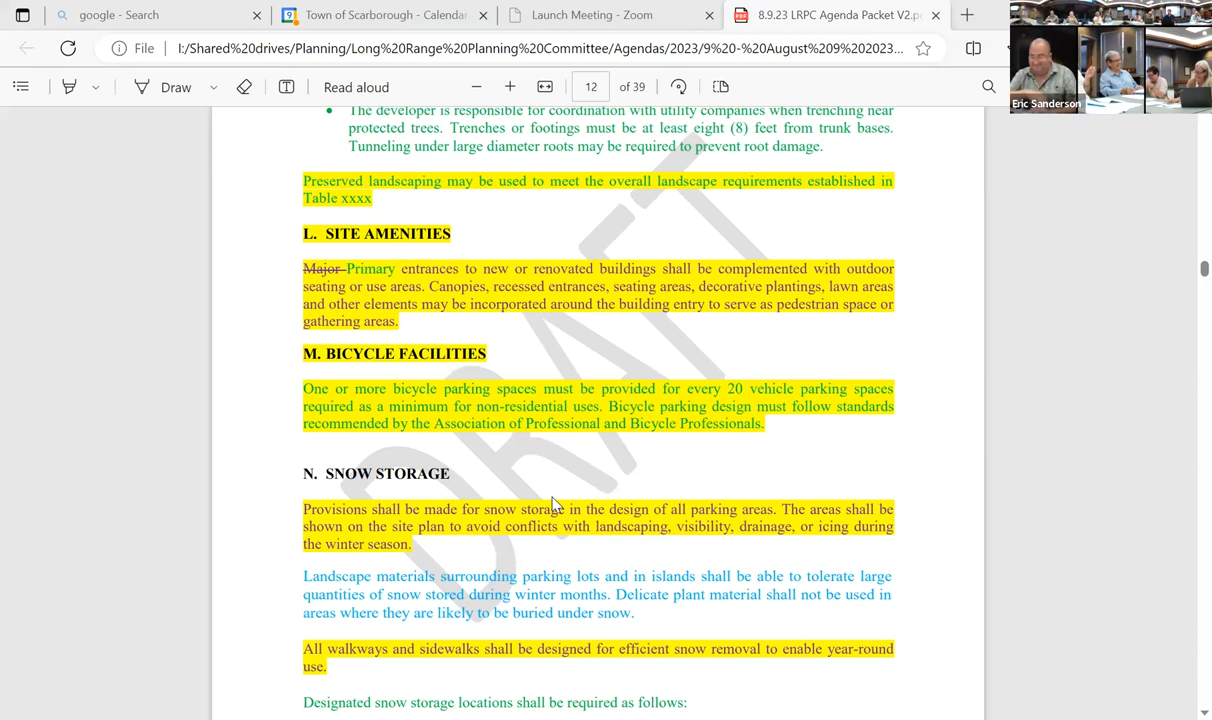 google - Search
Town of Scarborough - Calendar
Launch Meeting - Zoom
8.9.23 LRPC Agenda Packet V2.p
File
I:/Shared%20drives/Planning/Long%20Range%20Planning%20Committee/Agendas/2023/9%20-%20August%209%202023...
Draw
Read aloud
12
of 39
Eric Sanderson
The developer is responsible for coordination with utility companies when trenching near
protected trees. Trenches or footings must be at least eight (8) feet from trunk bases.
Tunneling under large diameter roots may be required to prevent root damage.
Preserved landscaping may be used to meet the overall landscape requirements established in
Table xxxx
L. SITE AMENITIES
Major Primary entrances to new or renovated buildings shall be complemented with outdoor
seating or use areas. Canopies, recessed entrances, seating areas, decorative plantings, lawn areas
and other elements may be incorporated around the building entry to serve as pedestrian space or
gathering areas.
M. BICYCLE FACILITIES
One or more bicycle parking spaces must be provided for every 20 vehicle parking spaces
required as a minimum for non-residential uses. Bicycle parking design must follow standards
recommended by the Association of Professional and Bicycle Professionals.
N. SNOW STORAGE
Provisions shall be made for snow storage in the design of all parking areas. The areas shall be
shown on the site plan to avoid conflicts with landscaping, visibility, drainage, or icing during
the winter season.
Landscape materials surrounding parking lots and in islands shall be able to tolerate large
quantities of snow stored during winter months. Delicate plant material shall not be used in
areas where they are likely to be buried under snow.
All walkways and sidewalks shall be designed for efficient snow removal to enable year-round
use.
Designated snow storage locations shall be required as follows:
DRAFT